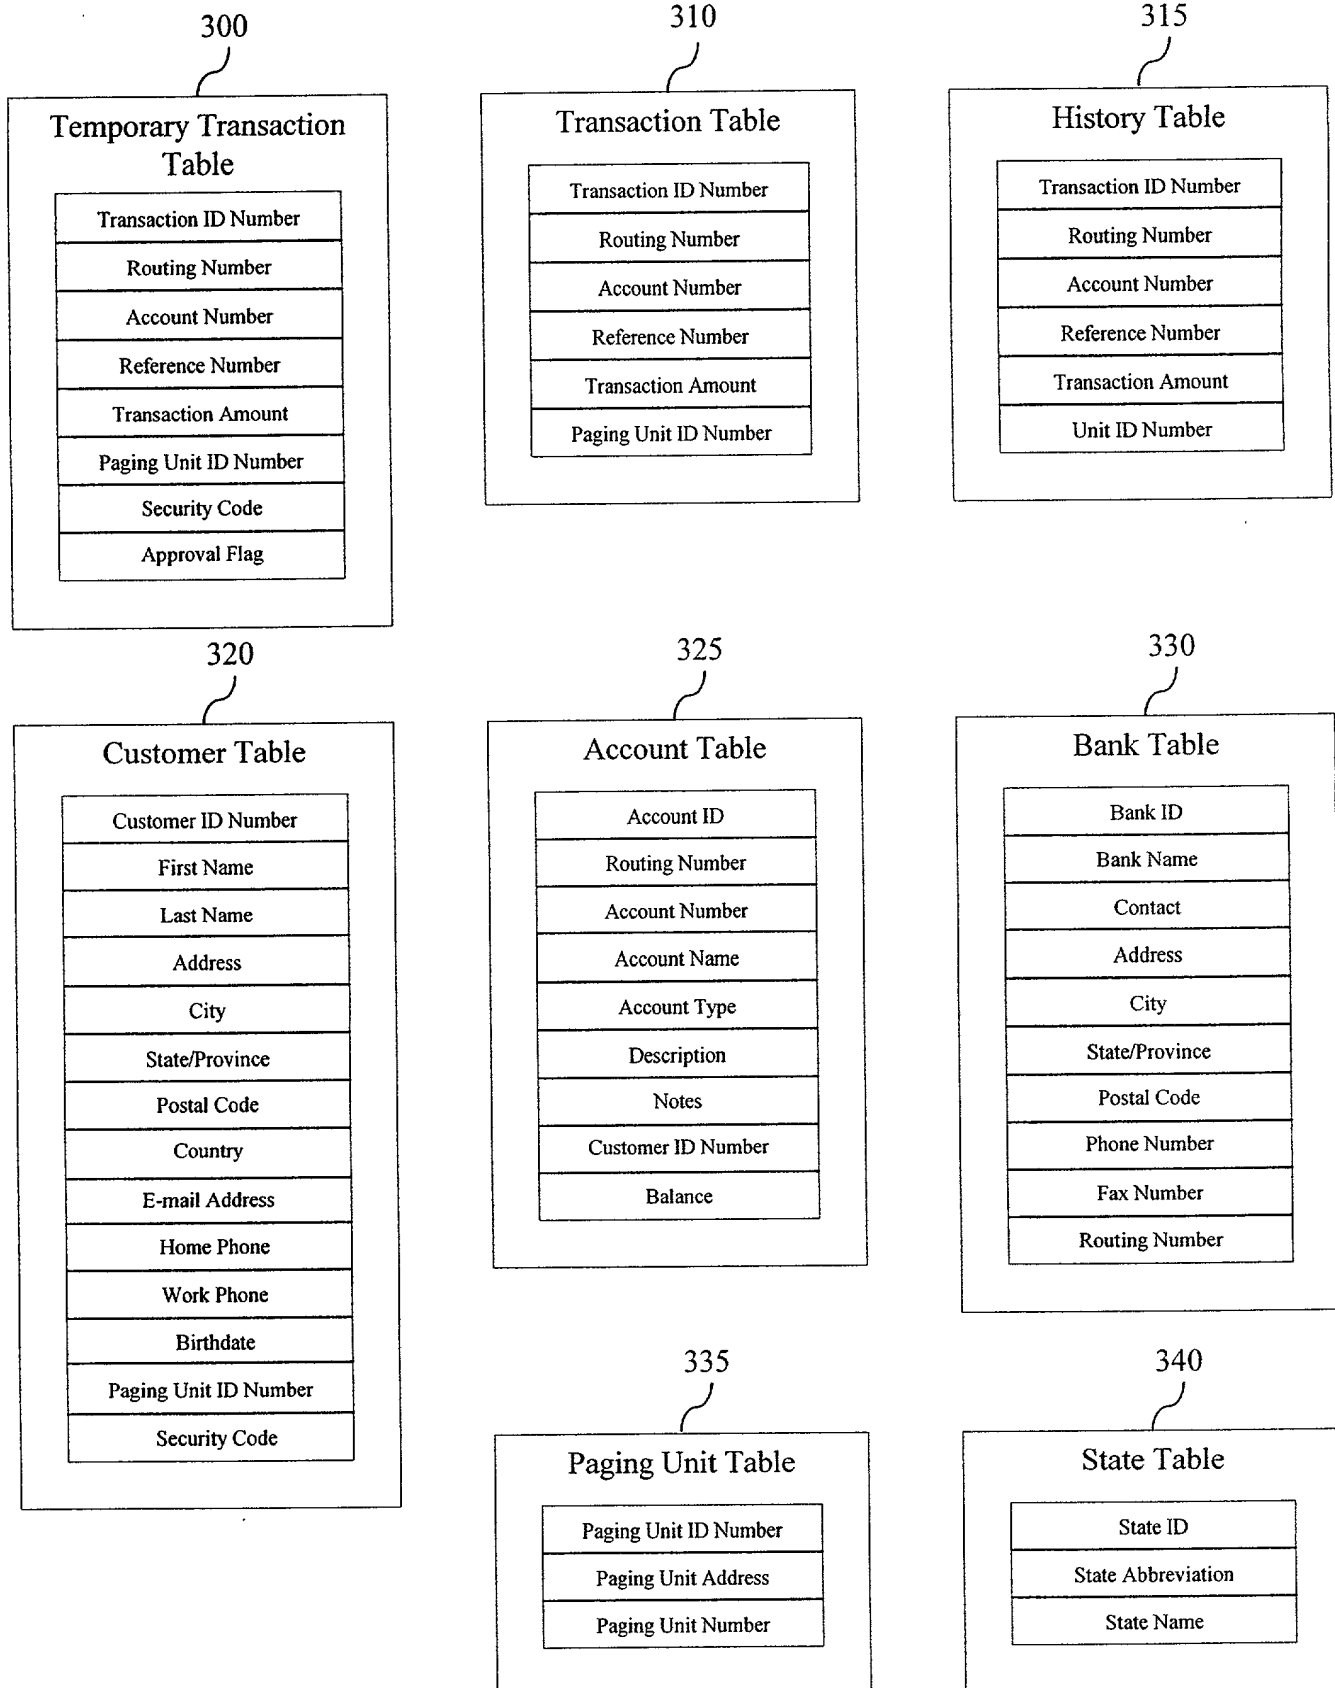 300
Temporary Transaction
Table
Transaction ID Number
Routing Number
Account Number
Reference Number
Transaction Amount
Paging Unit ID Number
Security Code
Approval Flag
310
Transaction Table
Transaction ID Number
Routing Number
Account Number
Reference Number
Transaction Amount
Paging Unit ID Number
315
History Table
Transaction ID Number
Routing Number
Account Number
Reference Number
Transaction Amount
Unit ID Number
320
Customer Table
Customer ID Number
First Name
Last Name
Address
City
State/Province
Postal Code
Country
E-mail Address
Home Phone
Work Phone
Birthdate
Paging Unit ID Number
Security Code
325
Account Table
Account ID
Routing Number
Account Number
Account Name
Account Type
Description
Notes
Customer ID Number
Balance
330
Bank Table
Bank ID
Bank Name
Contact
Address
City
State/Province
Postal Code
Phone Number
Fax Number
Routing Number
335
Paging Unit Table
Paging Unit ID Number
Paging Unit Address
Paging Unit Number
340
State Table
State ID
State Abbreviation
State Name